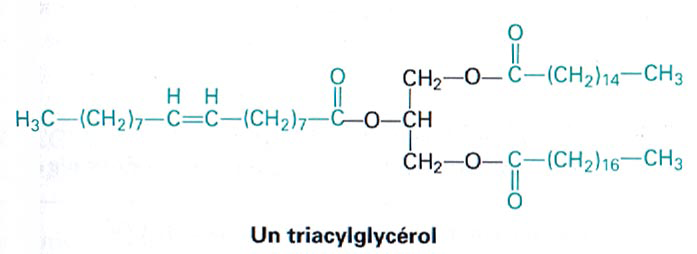 O
CH₂—O—C—(CH₂)₁₄—CH₃
O
H H
H₃C—(CH₂)₇—C=C—(CH₂)₇—C—O—CH
CH₂—O—C—(CH₂)₁₆—CH₃
O
Un triacylglycérol